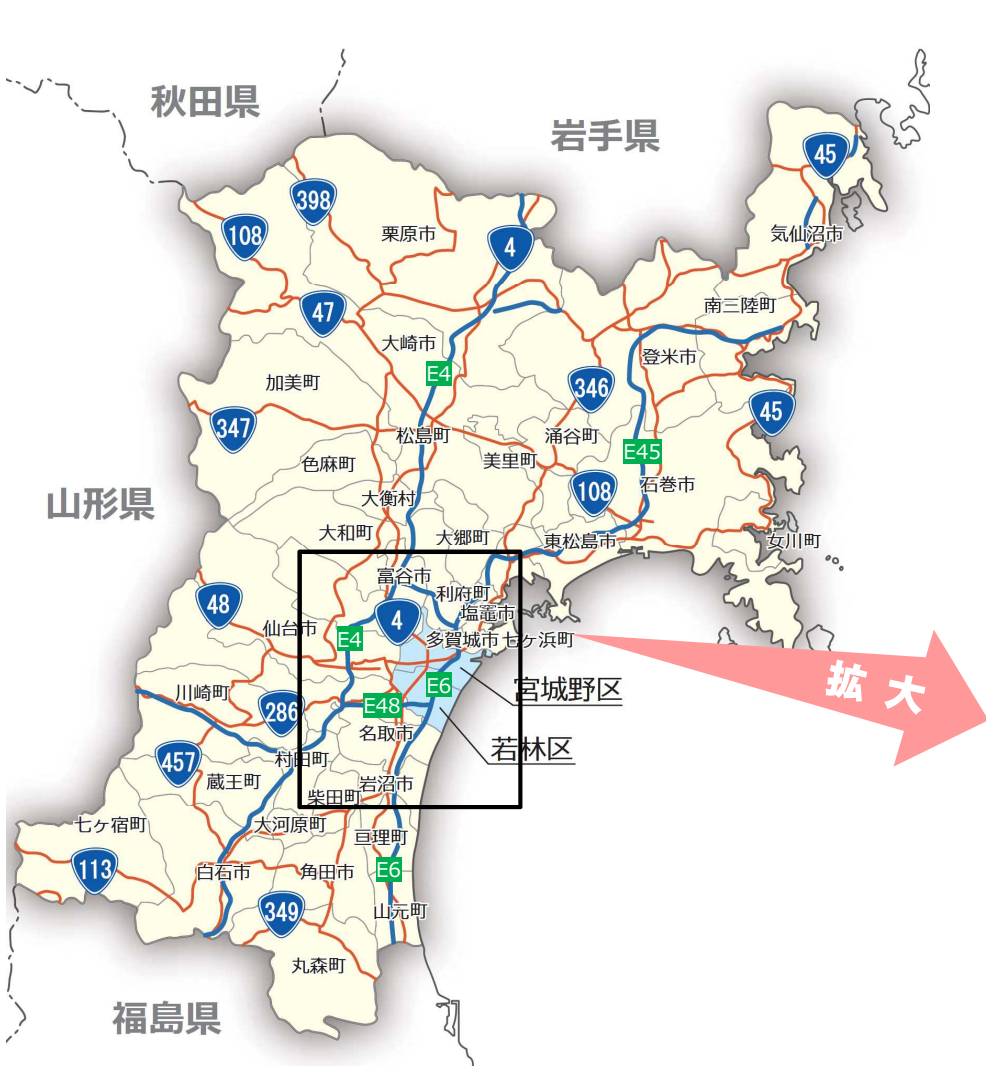 秋田県
岩手県
45
398
108
栗原市
4
気仙沼市
47
南三陸町
大崎市
登米市
加美町
E4
346
45
347
松島町
涌谷町
E45
色麻町
美里町
石巻市
大衡村
108
山形県
大和町
大郷町
東松島市
女川町
富谷市
利府町
48
塩竈市
4
仙台市
E4
多賀城市
七ヶ浜町
拡大
川崎町
E6
宮城野区
286
E48
名取市
若林区
457
村田町
蔵王町
岩沼市
柴田町
七ヶ宿町
大河原町
亘理町
113
白石市
角田市
E6
349
山元町
丸森町
福島県